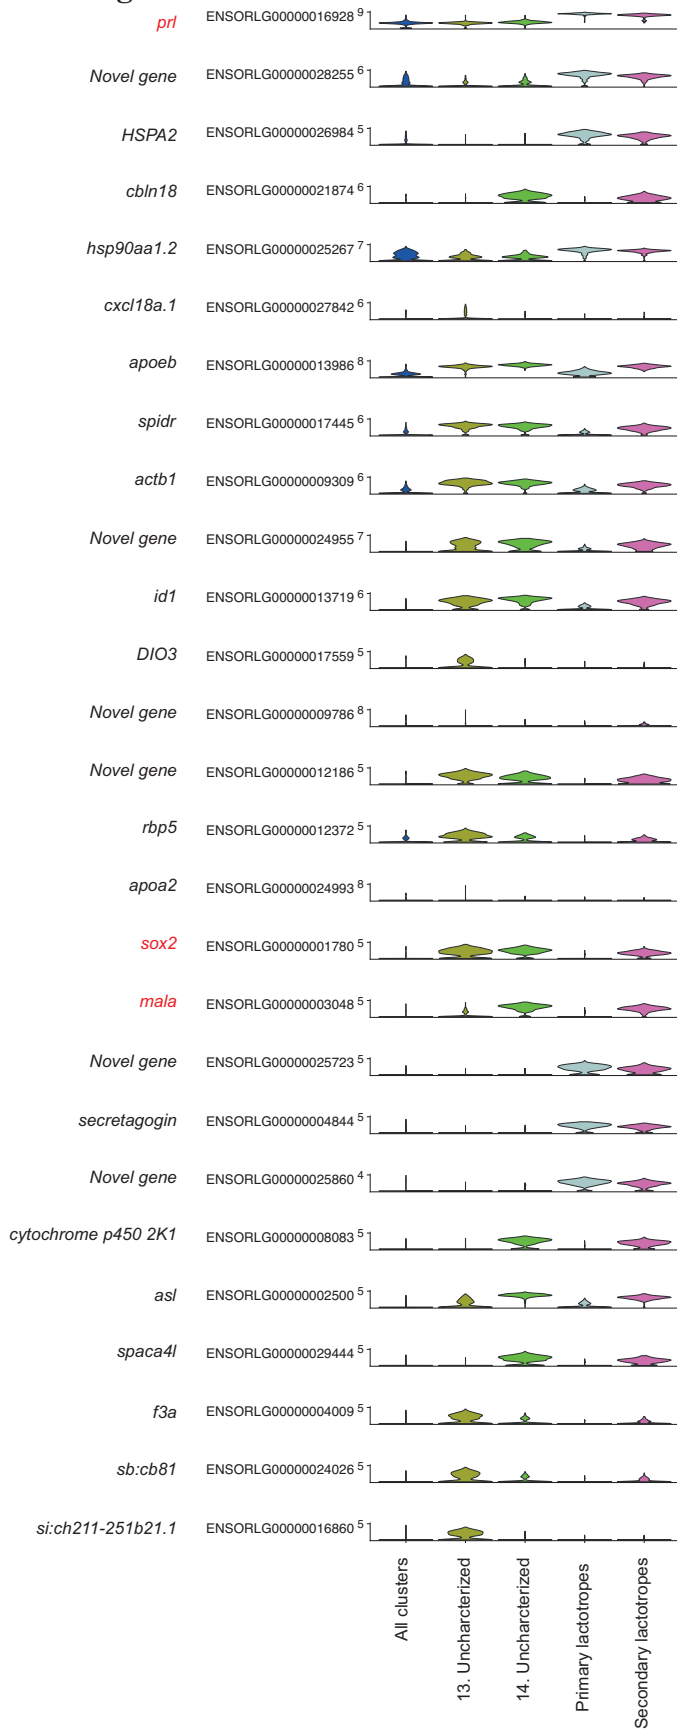 prl ENSORLG00000016928 9
Novel gene ENSORLG00000028255 6
HSPA2 ENSORLG00000026984 5
cbln18 ENSORLG00000021874 6
hsp90aa1.2 ENSORLG00000025267 7
cxcl18a.1 ENSORLG00000027842 6
apoeb ENSORLG00000013986 8
spidr ENSORLG00000017445 6
actb1 ENSORLG00000009309 6
Novel gene ENSORLG00000024955 7
id1 ENSORLG00000013719 6
DIO3 ENSORLG00000017559 5
Novel gene ENSORLG00000009786 8
Novel gene ENSORLG00000012186 5
rbp5 ENSORLG00000012372 5
apoa2 ENSORLG00000024993 8
sox2 ENSORLG00000001780 5
mala ENSORLG00000003048 5
Novel gene ENSORLG00000025723 5
secretagogin ENSORLG00000004844 5
Novel gene ENSORLG00000025860 4
cytochrome p450 2K1 ENSORLG00000008083 5
asl ENSORLG00000002500 5
spaca4l ENSORLG00000029444 5
f3a ENSORLG00000004009 5
sb:cb81 ENSORLG00000024026 5
si:ch211-251b21.1 ENSORLG00000016860 5
All clusters
13. Uncharcterized
14. Uncharcterized
Primary lactotropes
Secondary lactotropes